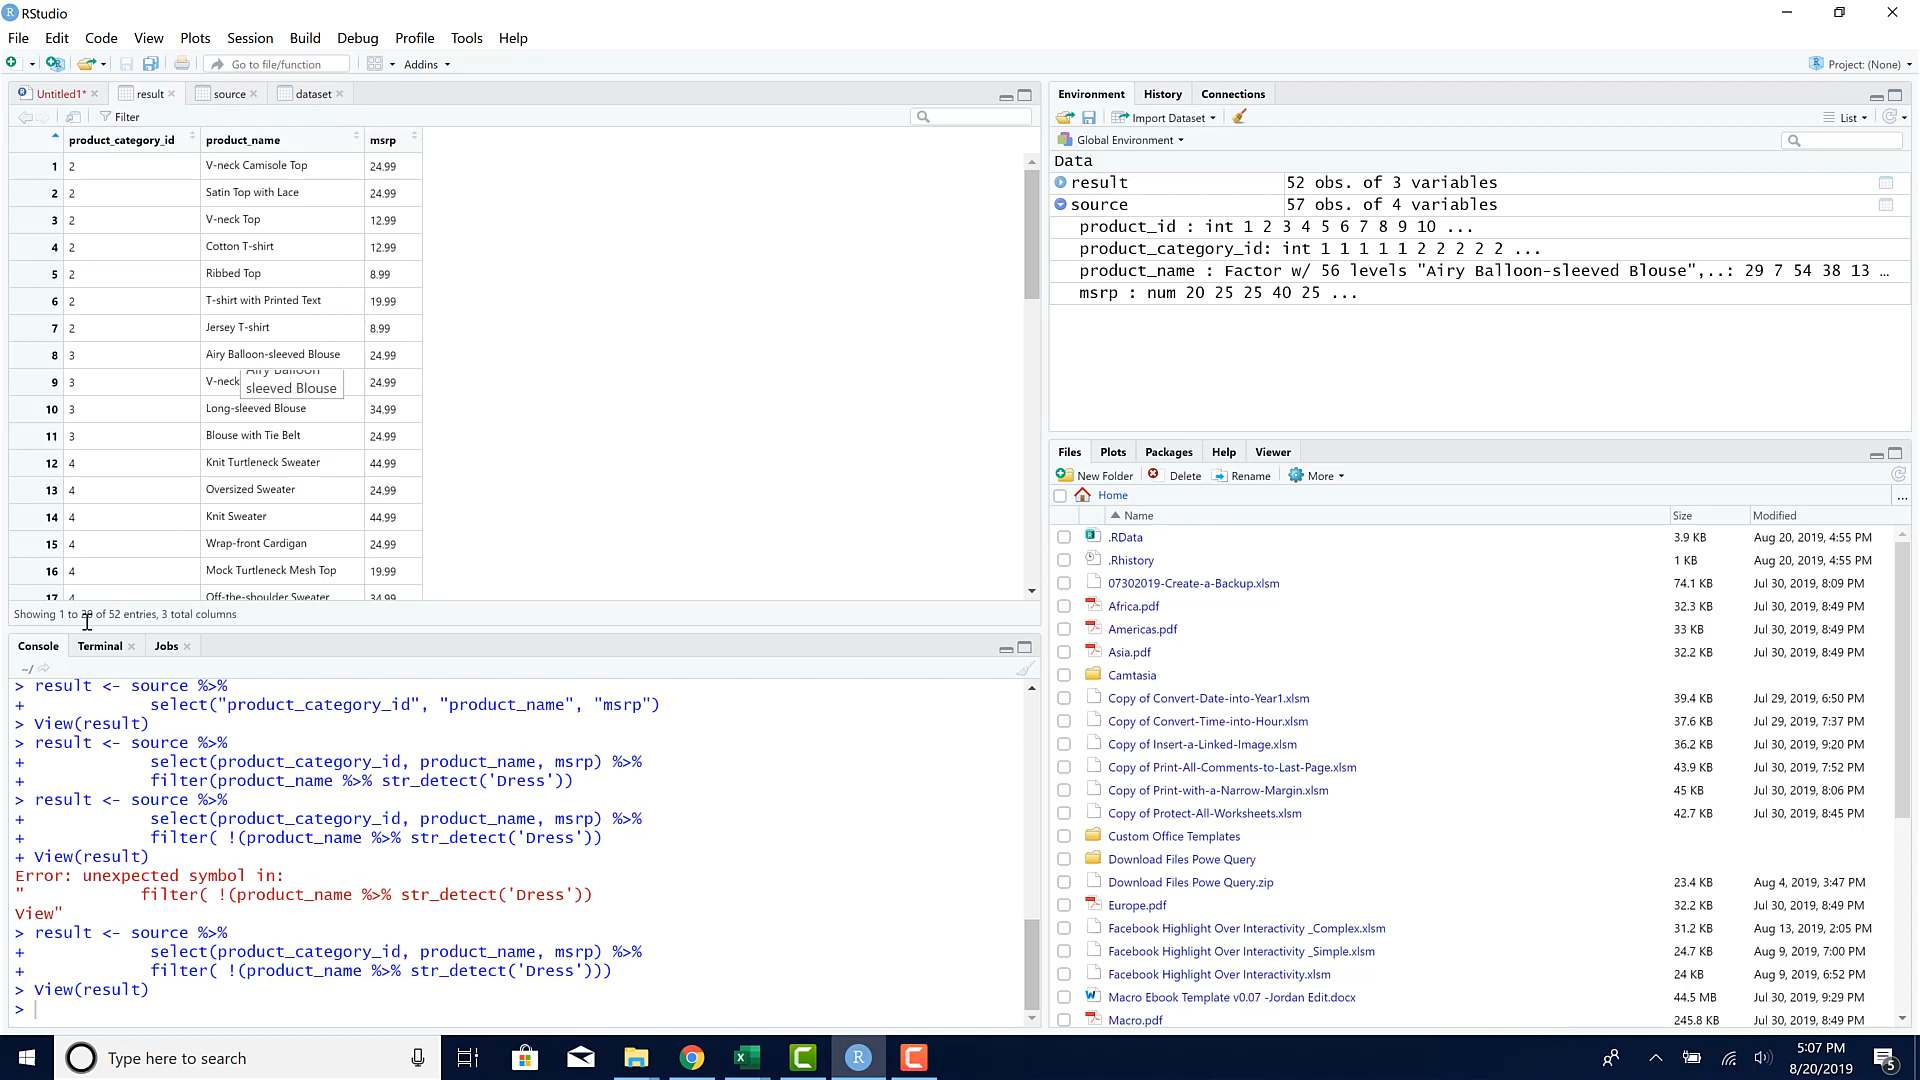 RStudio
File Edit Code View Plots Session Build Debug Profile Tools Help
Go to file/function Addins Project: (None)
Untitled1* result source dataset
Filter
product_category_id product_name msrp
1 2 V-neck Camisole Top 24.99
2 2 Satin Top with Lace 24.99
3 2 V-neck Top 12.99
4 2 Cotton T-shirt 12.99
5 2 Ribbed Top 8.99
6 2 T-shirt with Printed Text 19.99
7 2 Jersey T-shirt 8.99
8 3 Airy Balloon-sleeved Blouse 24.99
9 3 V-neck 24.99
Airy Balloon
sleeved Blouse
10 3 Long-sleeved Blouse 34.99
11 3 Blouse with Tie Belt 24.99
12 4 Knit Turtleneck Sweater 44.99
13 4 Oversized Sweater 24.99
14 4 Knit Sweater 44.99
15 4 Wrap-front Cardigan 24.99
16 4 Mock Turtleneck Mesh Top 19.99
17 4 Off-the-shoulder Sweater 34.99
Showing 1 to of 52 entries, 3 total columns
Console Terminal Jobs
~/
> result <- source %>%
+ select("product_category_id", "product_name", "msrp")
> View(result)
> result <- source %>%
+ select(product_category_id, product_name, msrp) %>%
+ filter(product_name %>% str_detect('Dress'))
> result <- source %>%
+ select(product_category_id, product_name, msrp) %>%
+ filter( !(product_name %>% str_detect('Dress'))
+ View(result)
Error: unexpected symbol in:
" filter( !(product_name %>% str_detect('Dress'))
View"
> result <- source %>%
+ select(product_category_id, product_name, msrp) %>%
+ filter( !(product_name %>% str_detect('Dress')))
> View(result)
>
Environment History Connections
Import Dataset List
Global Environment
Data
result 52 obs. of 3 variables
source 57 obs. of 4 variables
product_id : int 1 2 3 4 5 6 7 8 9 10 ...
product_category_id: int 1 1 1 1 1 2 2 2 2 2 ...
product_name : Factor w/ 56 levels "Airy Balloon-sleeved Blouse",..: 29 7 54 38 13 …
msrp : num 20 25 25 40 25 ...
Files Plots Packages Help Viewer
New Folder Delete Rename More
Home ...
Name Size Modified
.RData 3.9 KB Aug 20, 2019, 4:55 PM
.Rhistory 1 KB Aug 20, 2019, 4:55 PM
07302019-Create-a-Backup.xlsm 74.1 KB Jul 30, 2019, 8:09 PM
Africa.pdf 32.3 KB Jul 30, 2019, 8:49 PM
Americas.pdf 33 KB Jul 30, 2019, 8:49 PM
Asia.pdf 32.2 KB Jul 30, 2019, 8:49 PM
Camtasia
Copy of Convert-Date-into-Year1.xlsm 39.4 KB Jul 29, 2019, 6:50 PM
Copy of Convert-Time-into-Hour.xlsm 37.6 KB Jul 29, 2019, 7:37 PM
Copy of Insert-a-Linked-Image.xlsm 36.2 KB Jul 30, 2019, 9:20 PM
Copy of Print-All-Comments-to-Last-Page.xlsm 43.9 KB Jul 30, 2019, 7:52 PM
Copy of Print-with-a-Narrow-Margin.xlsm 45 KB Jul 30, 2019, 8:06 PM
Copy of Protect-All-Worksheets.xlsm 42.7 KB Jul 30, 2019, 8:45 PM
Custom Office Templates
Download Files Powe Query
Download Files Powe Query.zip 23.4 KB Aug 4, 2019, 3:47 PM
Europe.pdf 32.2 KB Jul 30, 2019, 8:49 PM
Facebook Highlight Over Interactivity _Complex.xlsm 31.2 KB Aug 13, 2019, 2:05 PM
Facebook Highlight Over Interactivity _Simple.xlsm 24.7 KB Aug 9, 2019, 7:00 PM
Facebook Highlight Over Interactivity.xlsm 24 KB Aug 9, 2019, 6:52 PM
Macro Ebook Template v0.07 -Jordan Edit.docx 44.5 MB Jul 30, 2019, 9:29 PM
Macro.pdf 245.8 KB Jul 30, 2019, 8:49 PM
Type here to search
5:07 PM
8/20/2019
5